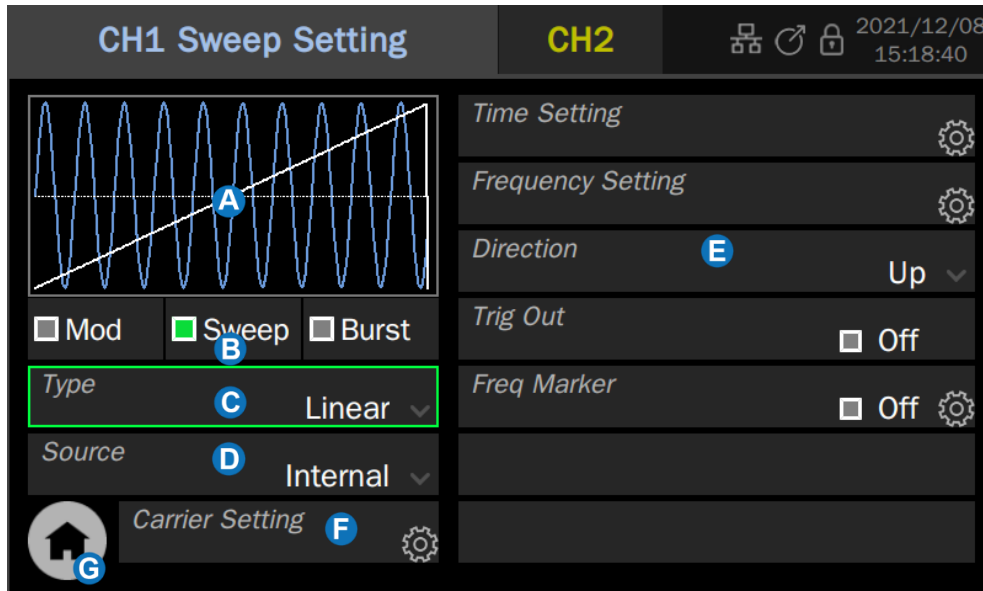 CH1 Sweep Setting
CH2
2021/12/08
15:18:40
A
Mod
Sweep
Burst
B
Type
C
Linear
Source
D
Internal
Carrier Setting
F
G
Time Setting
Frequency Setting
Direction
E
Up
Trig Out
Off
Freq Marker
Off